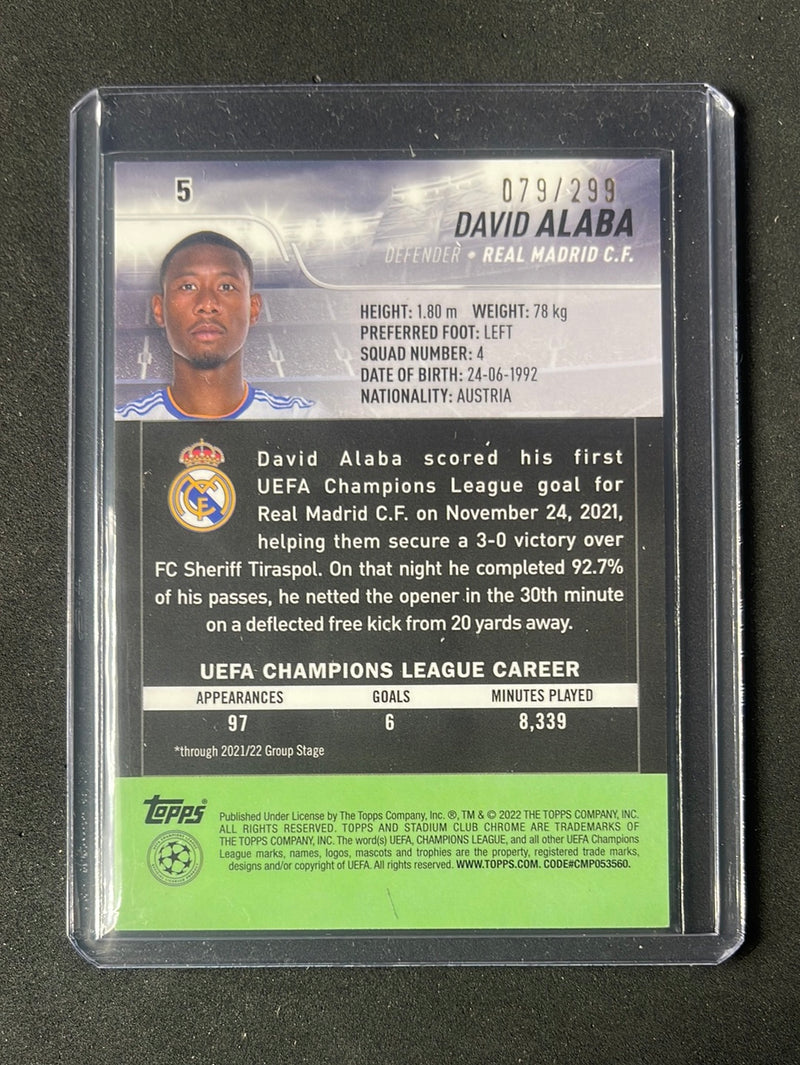 5
079/299
DAVID ALABA
DEFENDER • REAL MADRID C.F.
HEIGHT: 1.80 m WEIGHT: 78 kg
PREFERRED FOOT: LEFT
SQUAD NUMBER: 4
DATE OF BIRTH: 24-06-1992
NATIONALITY: AUSTRIA
David Alaba scored his first
UEFA Champions League goal for
Real Madrid C.F. on November 24, 2021,
helping them secure a 3-0 victory over
FC Sheriff Tiraspol. On that night he completed 92.7%
of his passes, he netted the opener in the 30th minute
on a deflected free kick from 20 yards away.
UEFA CHAMPIONS LEAGUE CAREER
APPEARANCES GOALS MINUTES PLAYED
97 6 8,339
*through 2021/22 Group Stage
TOPPS®
Published Under License by The Topps Company, Inc. ®, TM & © 2022 THE TOPPS COMPANY, INC.
ALL RIGHTS RESERVED. TOPPS AND STADIUM CLUB CHROME ARE TRADEMARKS OF
THE TOPPS COMPANY, INC. The word(s) UEFA, CHAMPIONS LEAGUE, and all other UEFA Champions
League marks, names, logos, mascots and trophies are the property, registered trade marks,
designs and/or copyright of UEFA. All rights reserved. WWW.TOPPS.COM. CODE#CMP053560.